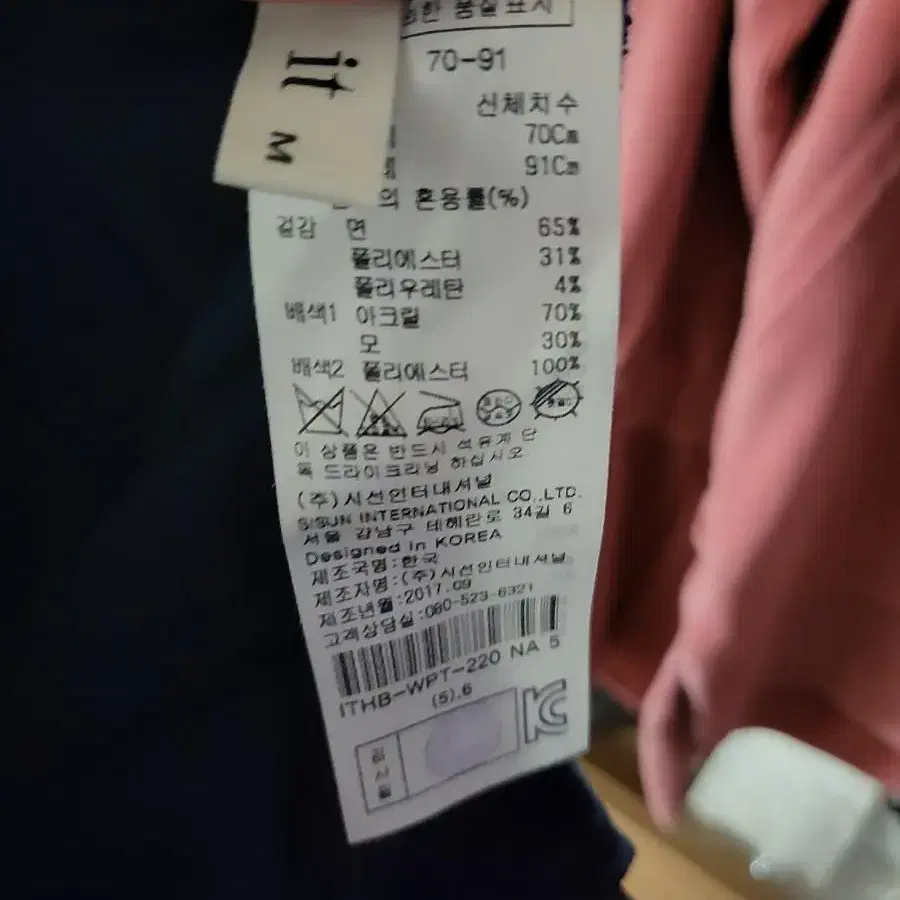 it
M
70-91
신체치수
70Cm
91Cm
의 혼용률(%)
겉감 면 65%
폴리에스터 31%
폴리우레탄 4%
배색1 아크릴 70%
모 30%
배색2 폴리에스터 100%
이 상품은 반드시 석유계 단
독 드라이크리닝 하십시오.
(주)시선인터내셔널
SISUN INTERNATIONAL CO.,LTD.
서울 강남구 테헤란로 34길 6
Designed in KOREA
제조국명:한국
제조자명:(주)시선인터내셔널
제조년월:2017.09
고객상담실:080-523-6321
ITHB-WPT-220 NA 5
(5).6
검사필